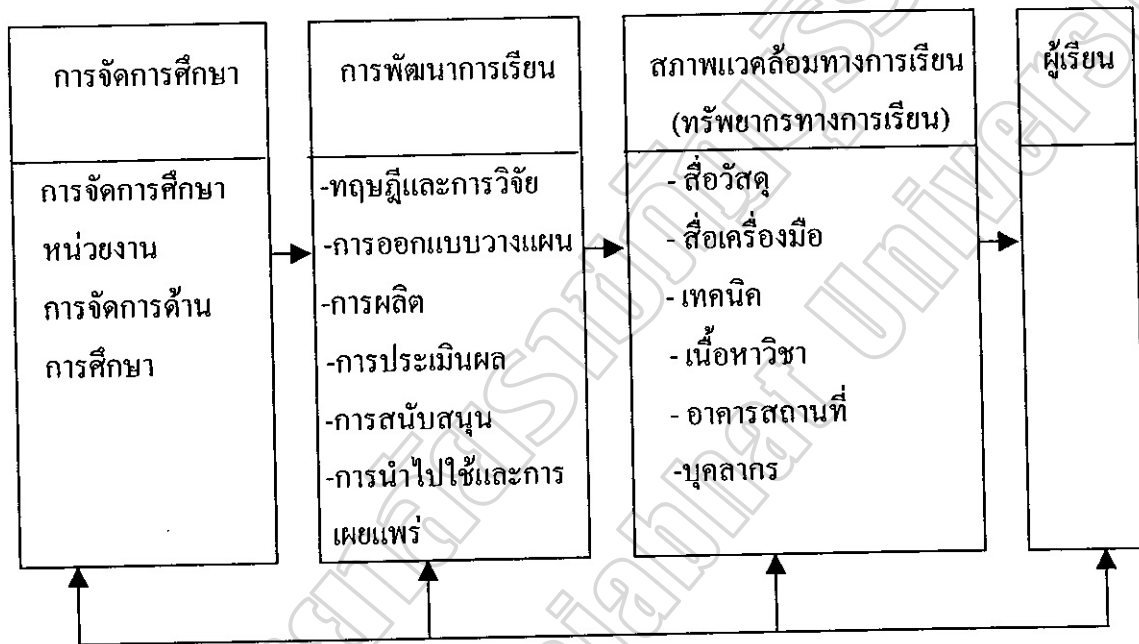 การจัดการศึกษา
การจัดการศึกษา
หน่วยงาน
การจัดการด้าน
การศึกษา
การพัฒนาการเรียน
-ทฤษฎีและการวิจัย
-การออกแบบวางแผน
-การผลิต
-การประเมินผล
-การสนับสนุน
-การนำไปใช้และการ
เผยแพร่
สภาพแวคล้อมทางการเรียน
(ทรัพยากรทางการเรียน)
- สื่อวัสดุ
- สื่อเครื่องมือ
- เทคนิค
- เนื้อหาวิชา
- อาคารสถานที่
-บุคลากร
ผู้เรียน